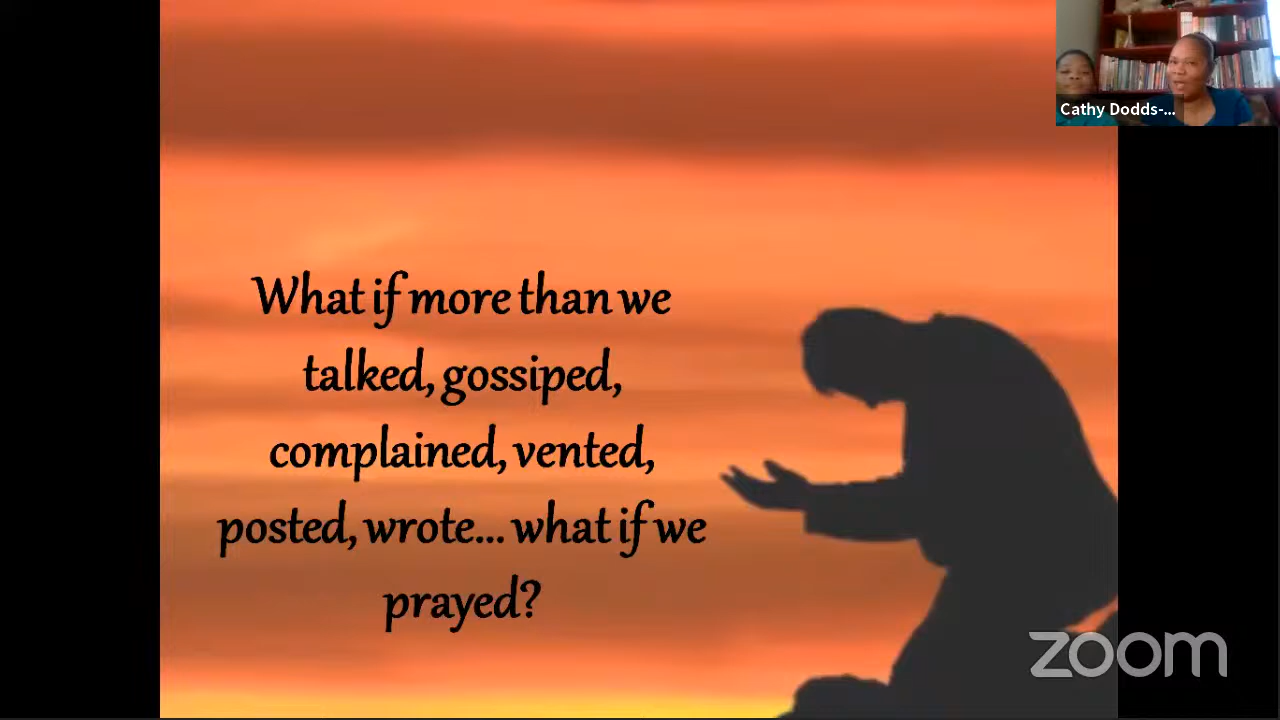 Cathy Dodds-...
What if more than we
talked, gossiped,
complained, vented,
posted, wrote... what if we
prayed?
zoom